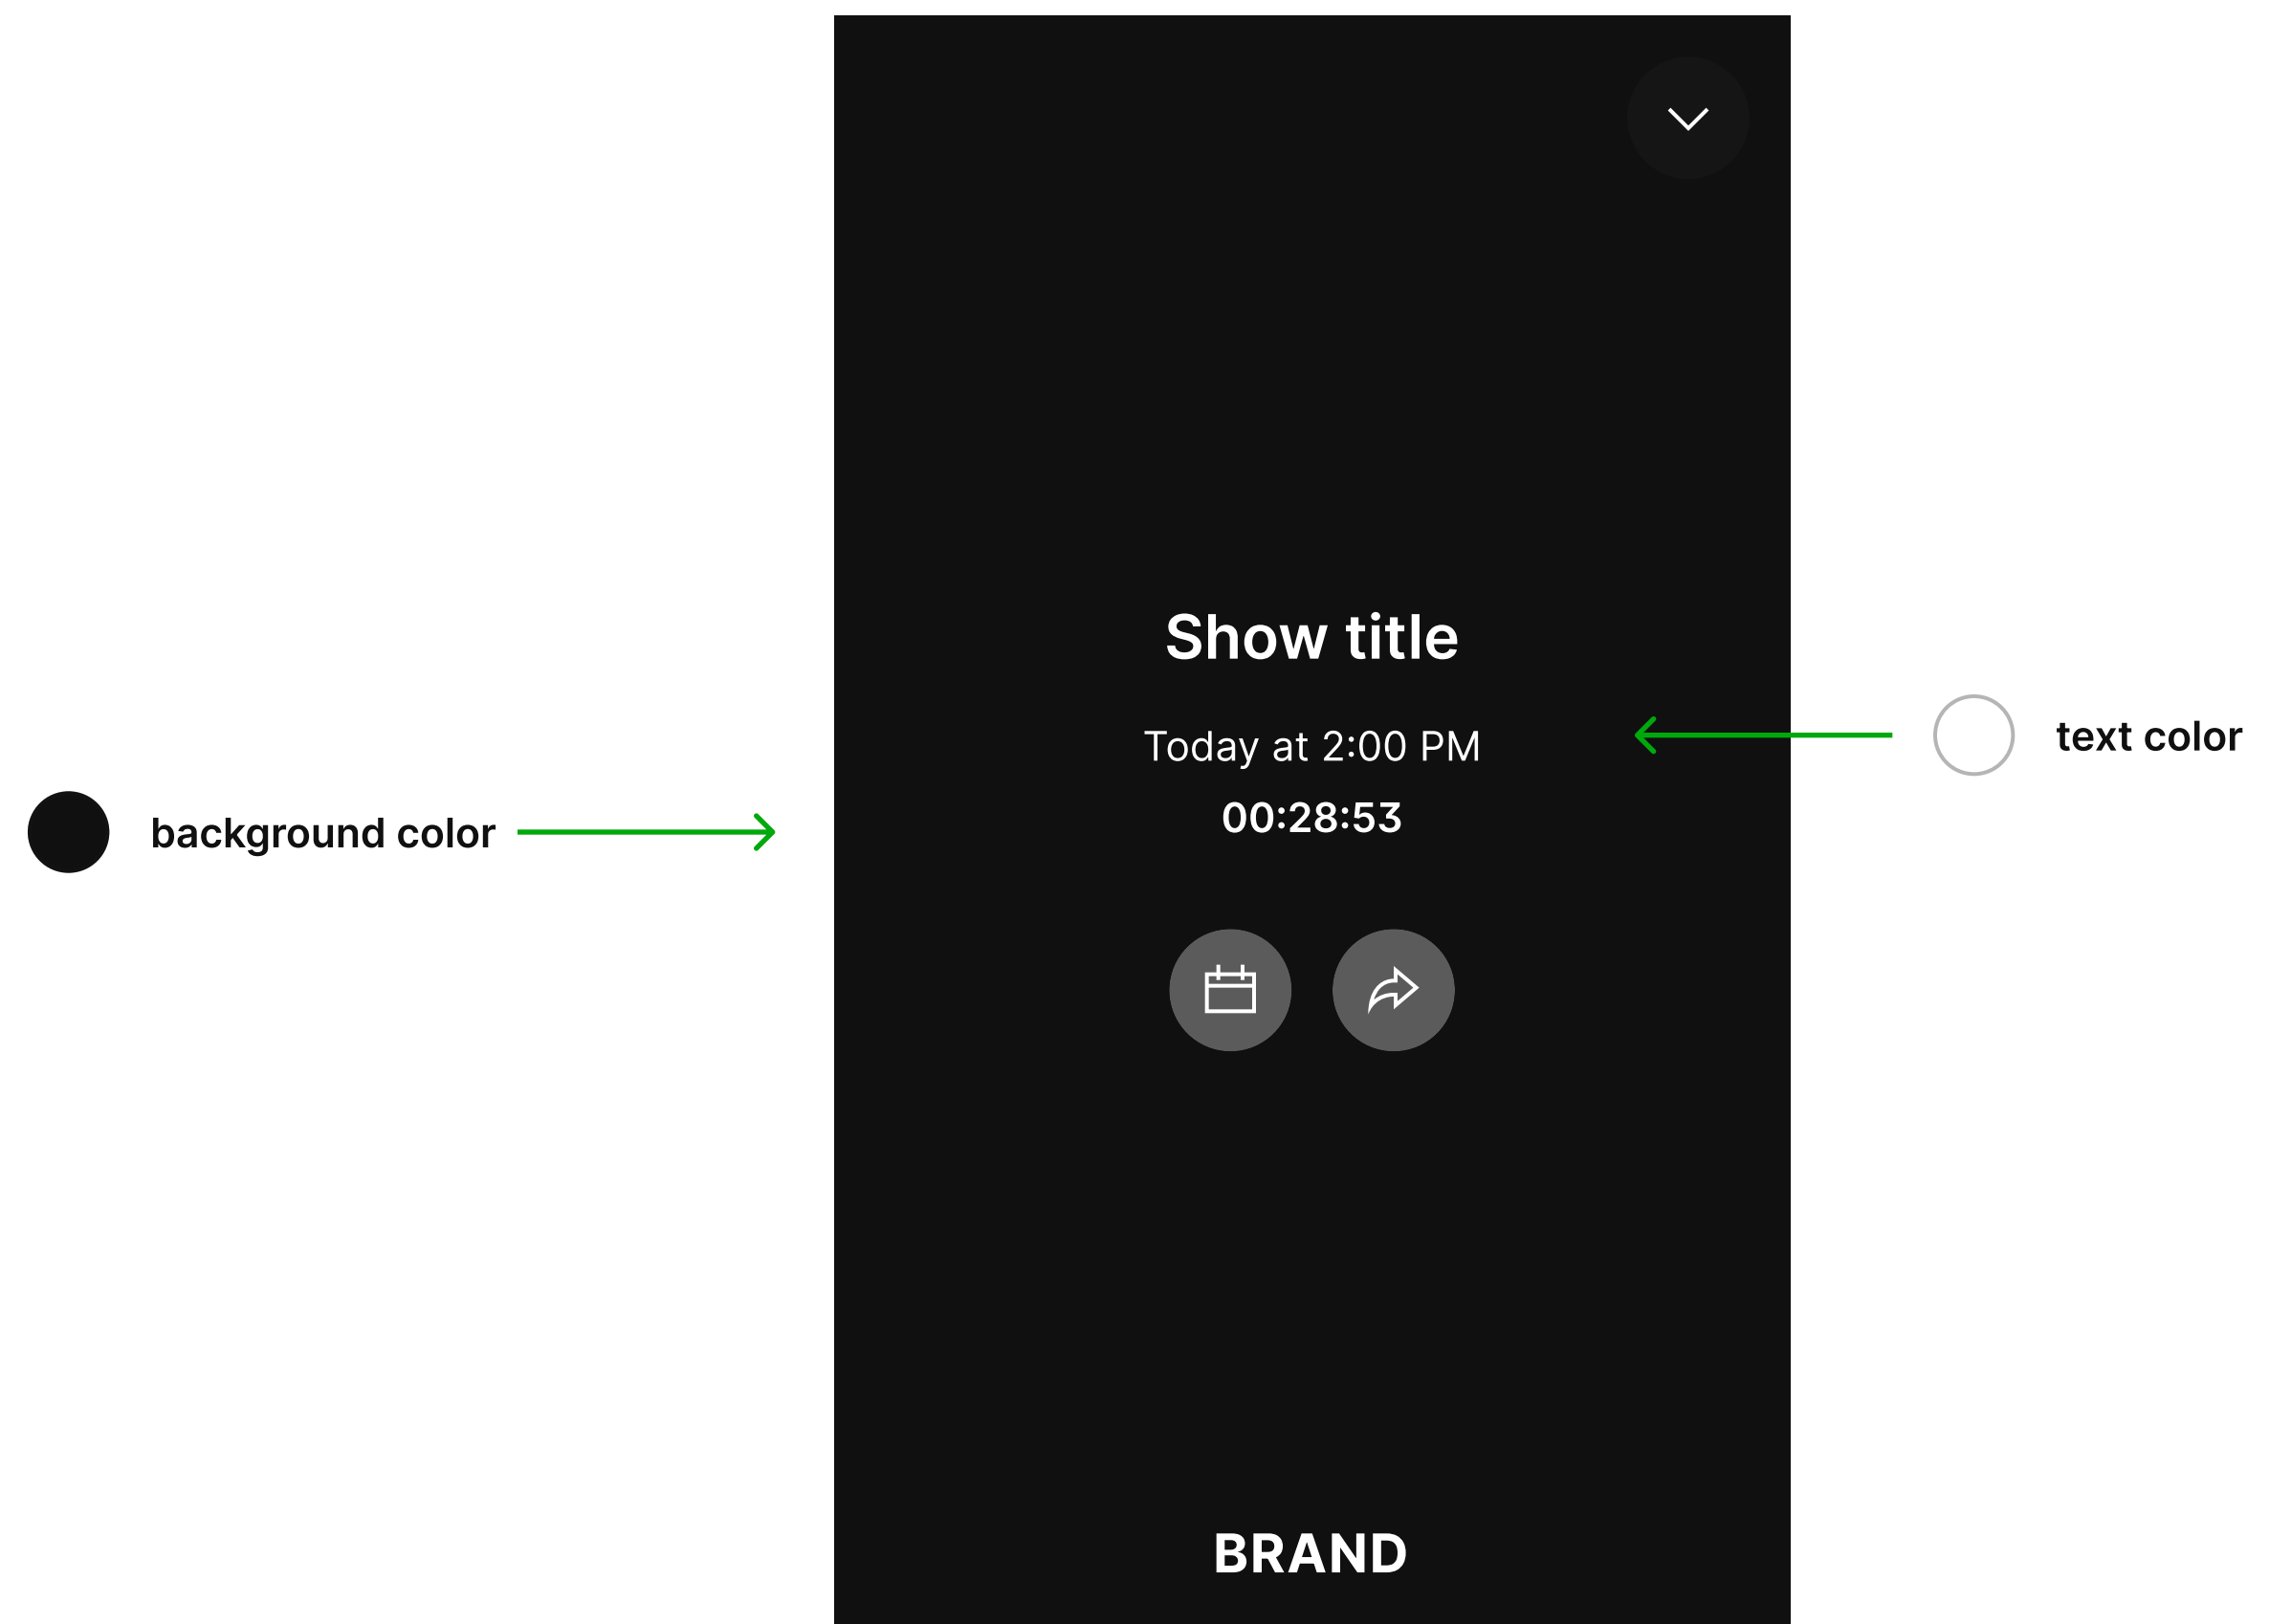 Show title
Today at 2:00 PM
00:28:53
background color
text color
BRAND